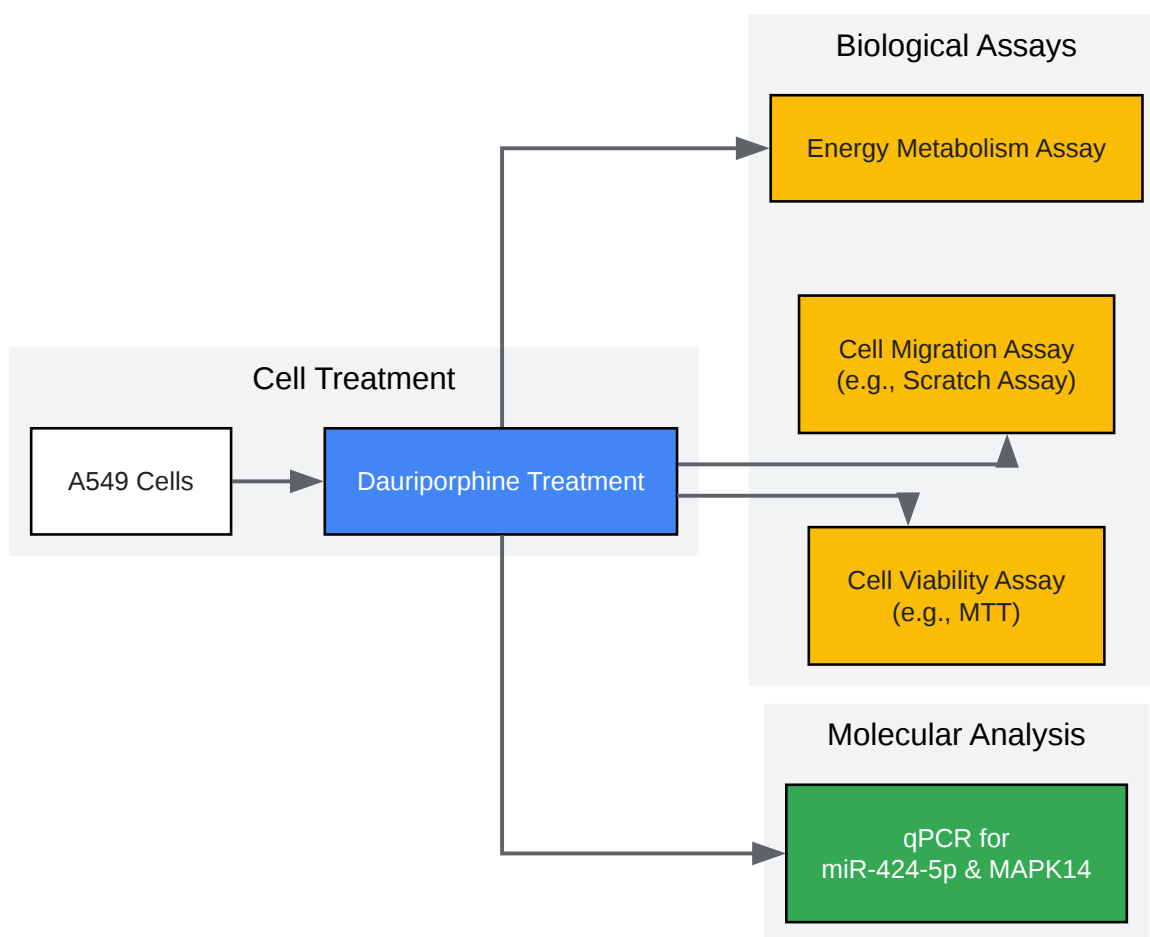 Biological Assays
Energy Metabolism Assay
Cell Migration Assay
(e.g., Scratch Assay)
Cell Treatment
A549 Cells
Dauriporphine Treatment
Cell Viability Assay
(e.g., MTT)
Molecular Analysis
qPCR for
miR-424-5p & MAPK14